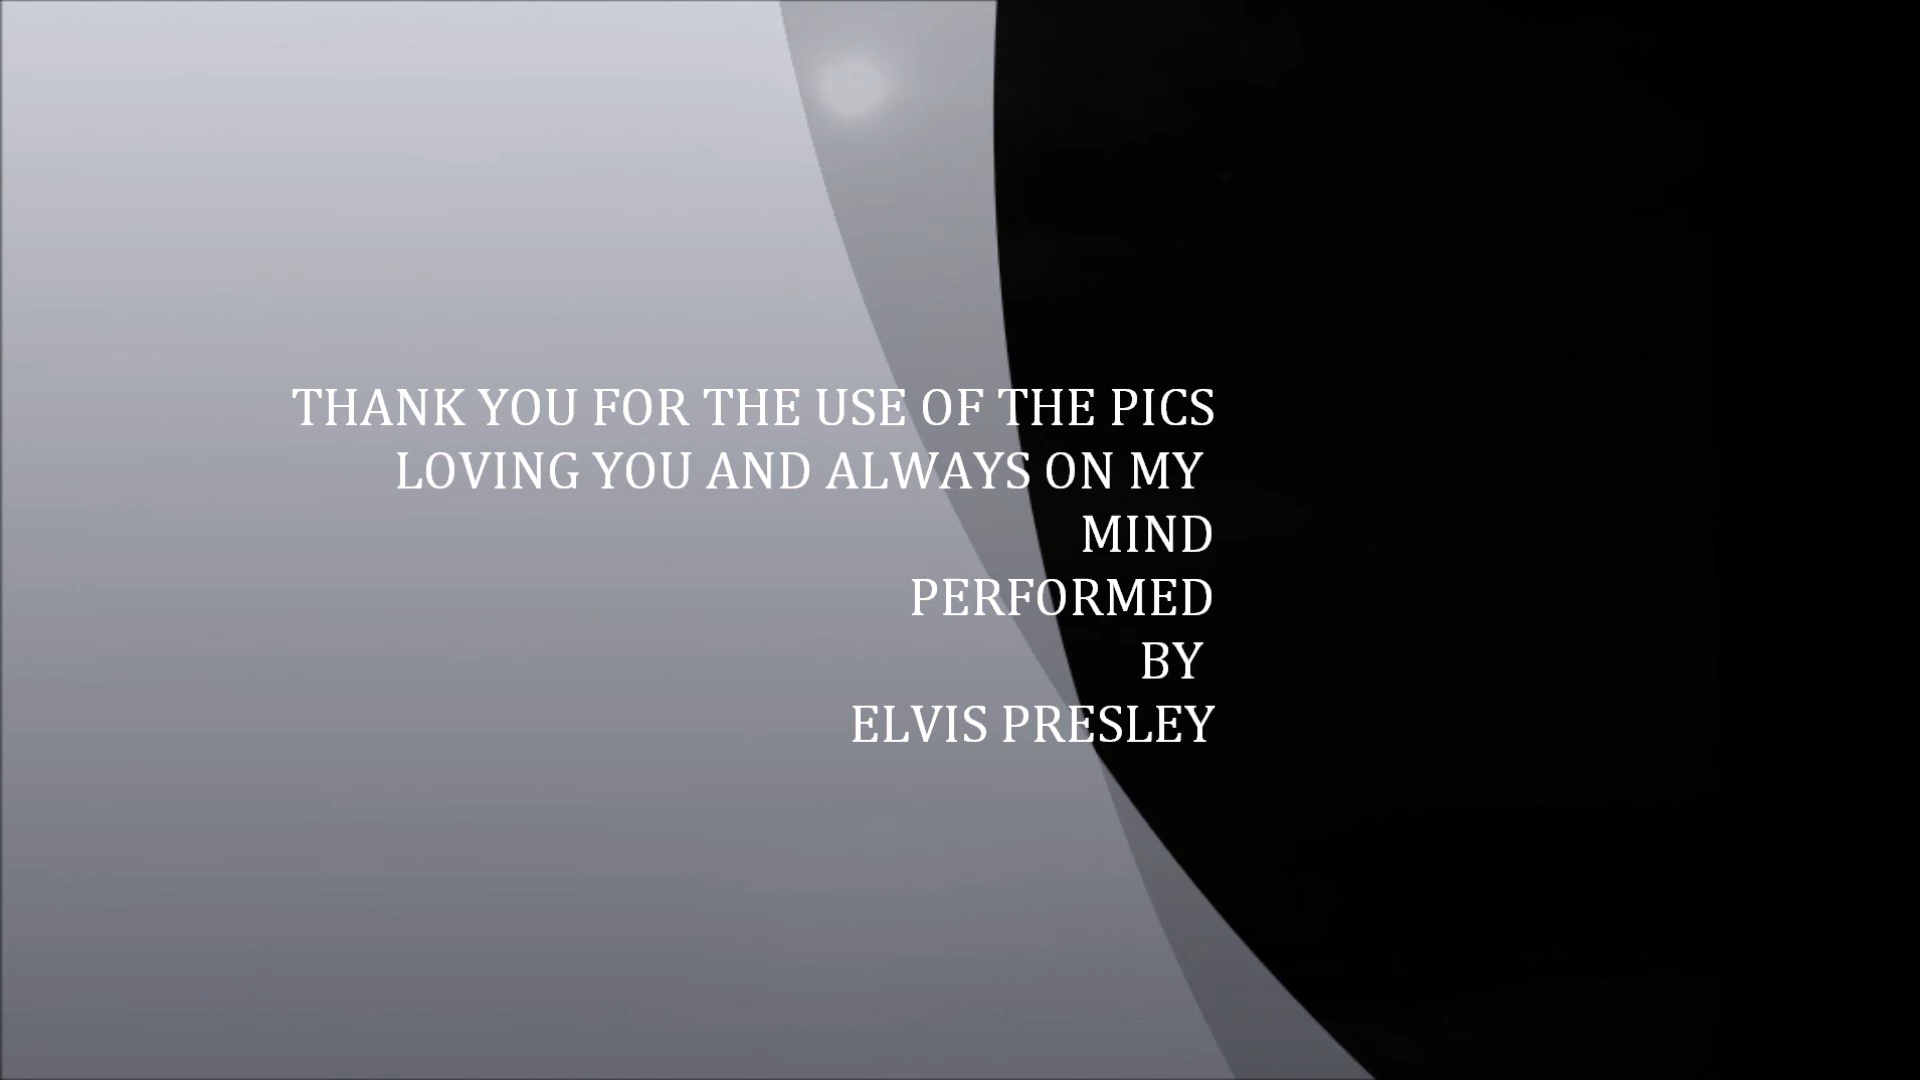 THANK YOU FOR THE USE OF THE PICS
LOVING YOU AND ALWAYS ON MY
MIND
PERFORMED
BY
ELVIS PRESLEY